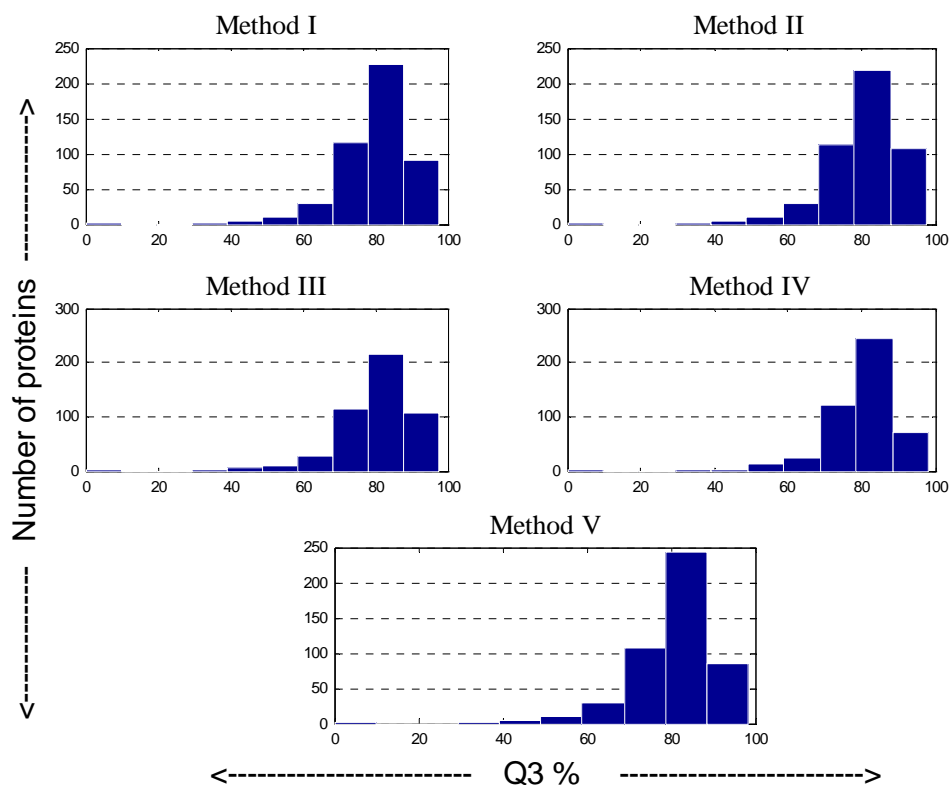 Method I
250
200
150
100
50
0
0 20 40 60 80 100
Method II
250
200
150
100
50
0
0 20 40 60 80 100
Method III
300
200
100
0
0 20 40 60 80 100
Method IV
300
200
100
0
0 20 40 60 80 100
Method V
250
200
150
100
50
0
0 20 40 60 80 100
<----------- Number of proteins ----------->
<------------------- Q3 % ------------------->